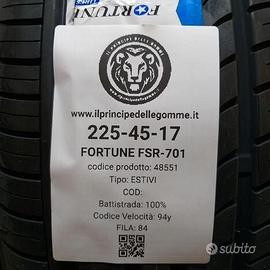 FORTUNE
IL PRINCIPE DELLE GOMME
www.ilprincipedellegomme.it
225-45-17
FORTUNE FSR-701
codice prodotto: 48551
Tipo: ESTIVI
COD:
Battistrada: 100%
Codice Velocità: 94y
FILA: 84
subito